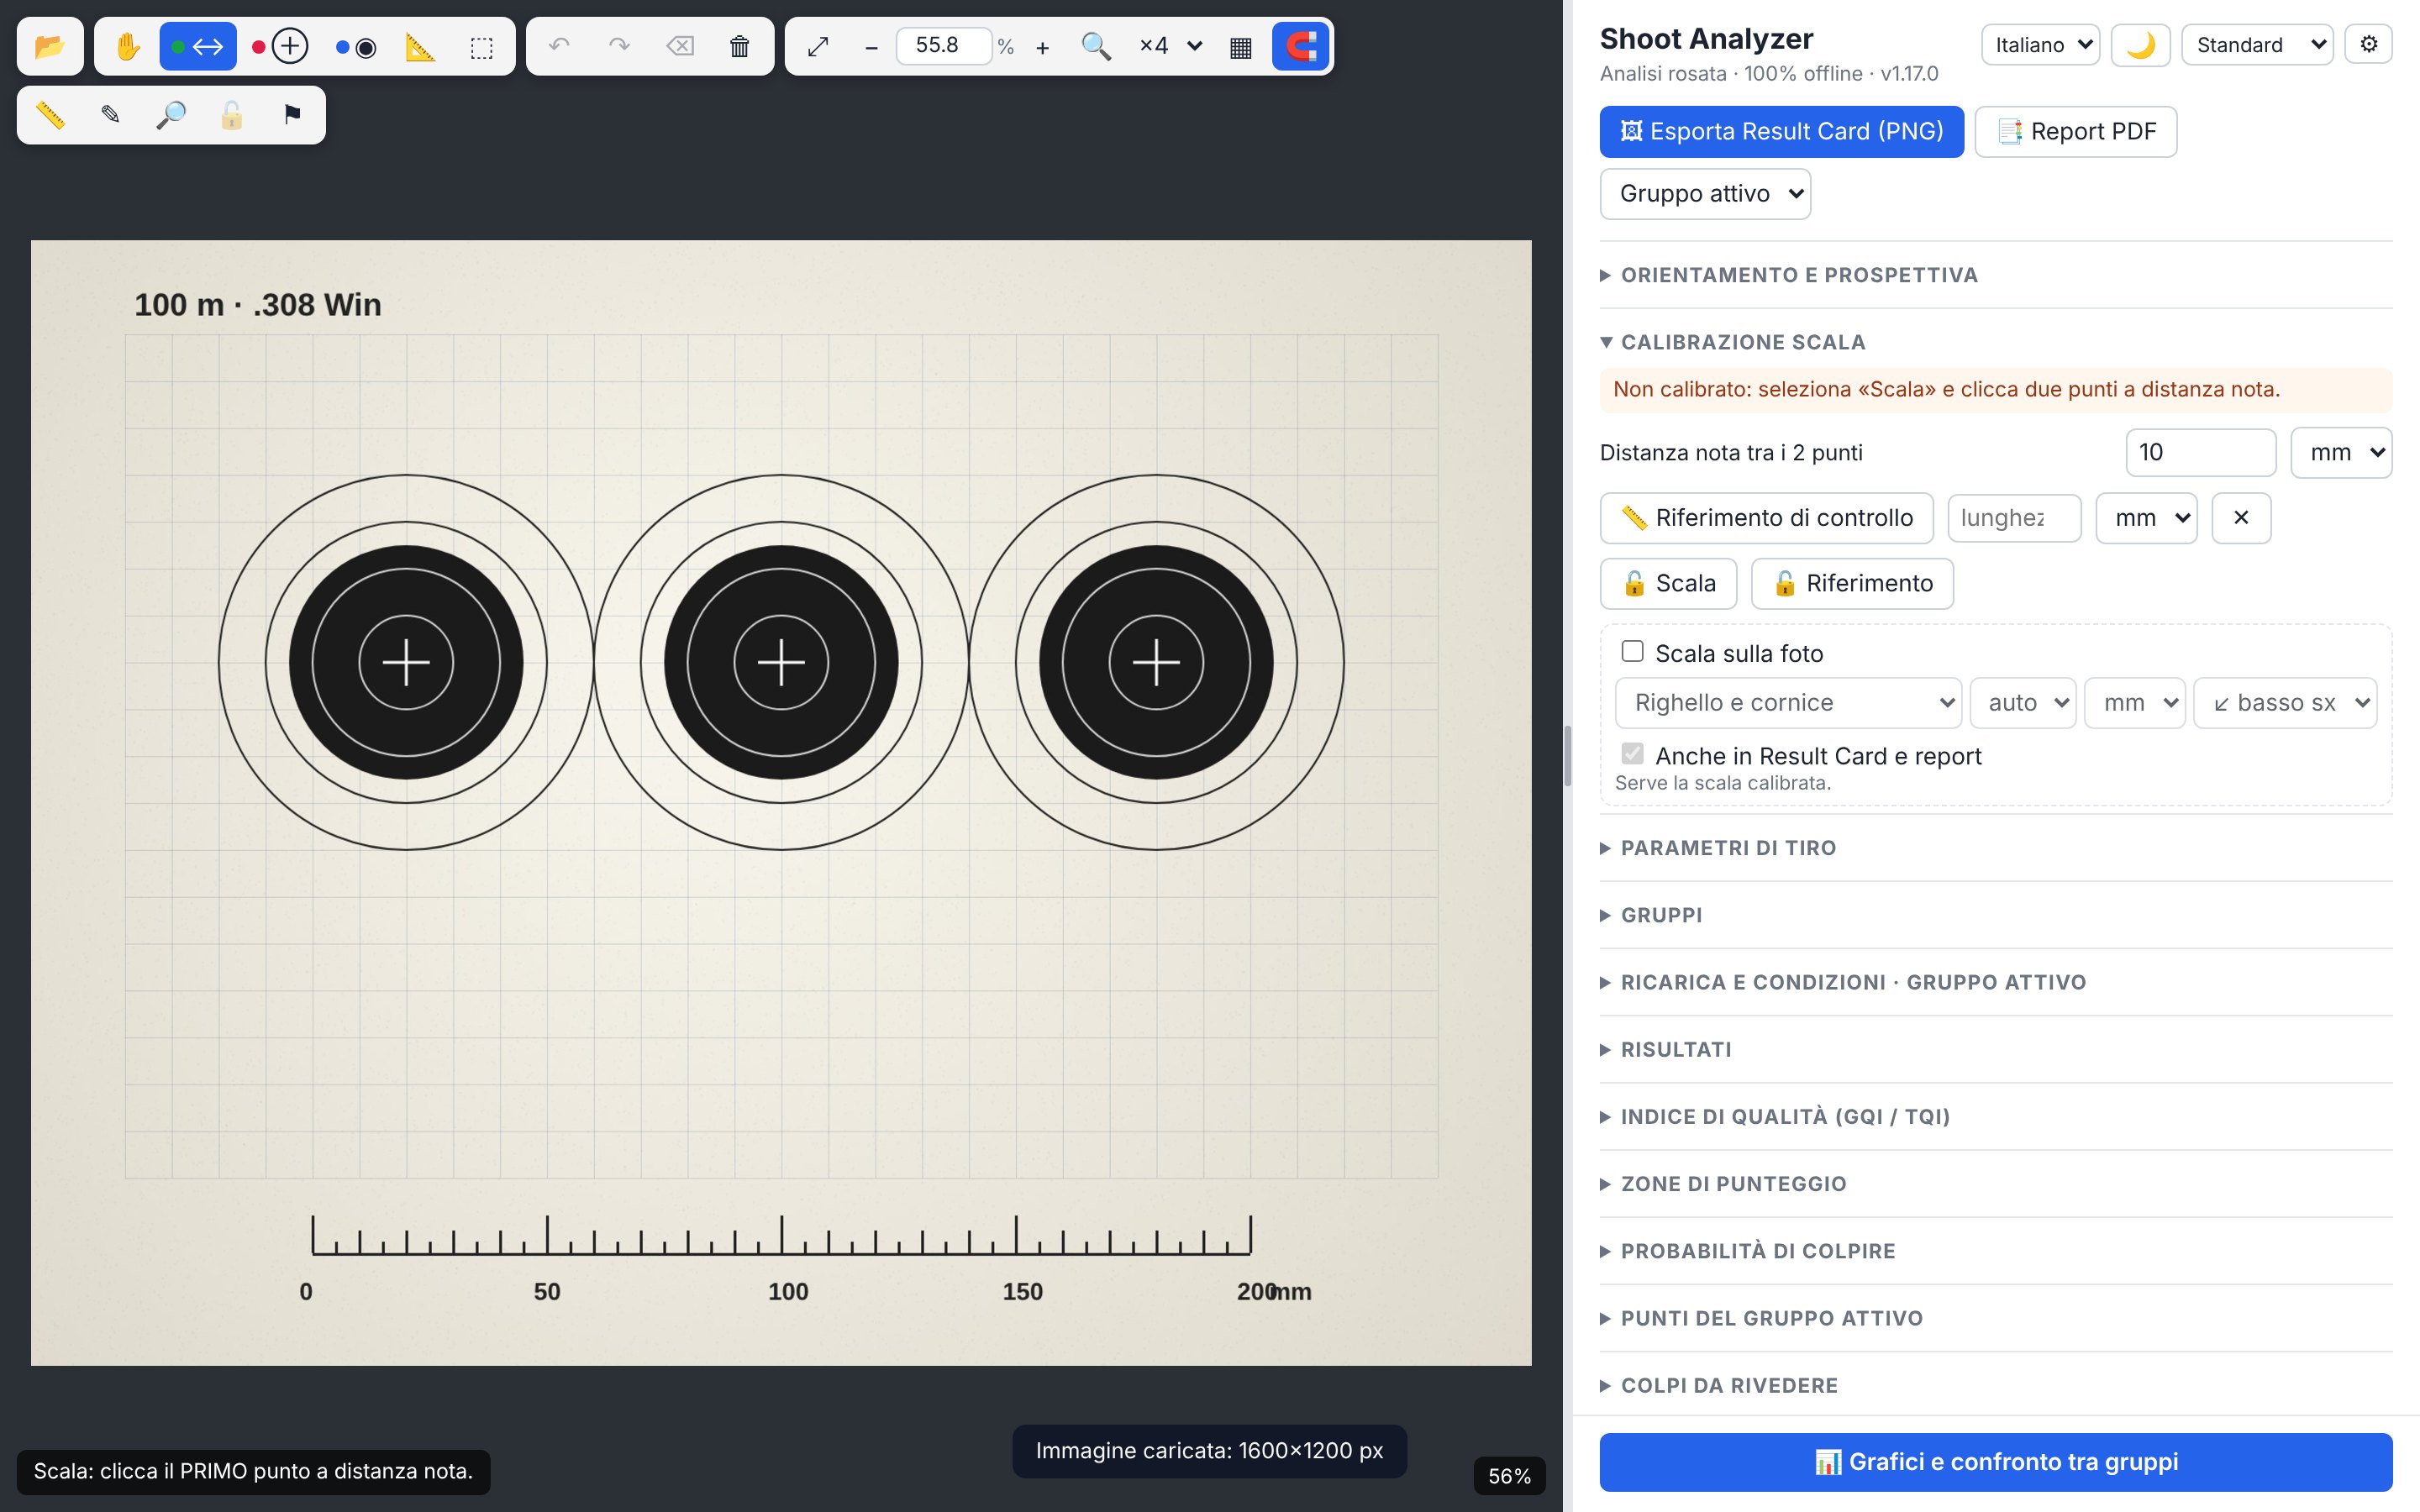 55.8 %
×4
Shoot Analyzer
Analisi rosata · 100% offline · v1.17.0
Italiano
Standard
Esporta Result Card (PNG)
Report PDF
Gruppo attivo
ORIENTAMENTO E PROSPETTIVA
CALIBRAZIONE SCALA
Non calibrato: seleziona «Scala» e clicca due punti a distanza nota.
Distanza nota tra i 2 punti
10
mm
Riferimento di controllo
lunghez
mm
Scala
Riferimento
Scala sulla foto
Righello e cornice
auto
mm
↙ basso sx
Anche in Result Card e report
Serve la scala calibrata.
PARAMETRI DI TIRO
GRUPPI
RICARICA E CONDIZIONI · GRUPPO ATTIVO
RISULTATI
INDICE DI QUALITÀ (GQI / TQI)
ZONE DI PUNTEGGIO
PROBABILITÀ DI COLPIRE
PUNTI DEL GRUPPO ATTIVO
COLPI DA RIVEDERE
Grafici e confronto tra gruppi
100 m · .308 Win
0 50 100 150 200mm
Immagine caricata: 1600×1200 px
Scala: clicca il PRIMO punto a distanza nota.
56%